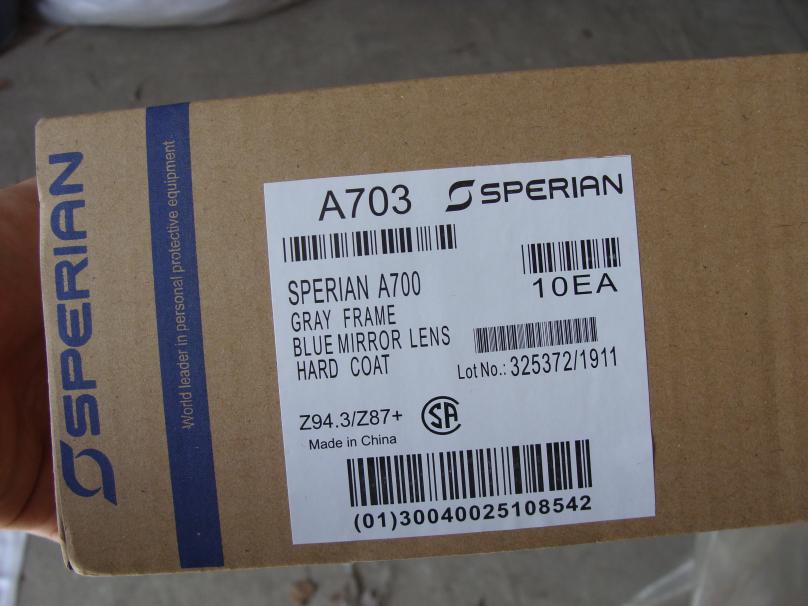 SPERIAN
World leader in personal protective equipment
A703 SPERIAN
SPERIAN A700
10EA
GRAY FRAME
BLUE MIRROR LENS
HARD COAT
Lot No.: 325372/1911
Z94.3/Z87+
SA
Made in China
(01)30040025108542